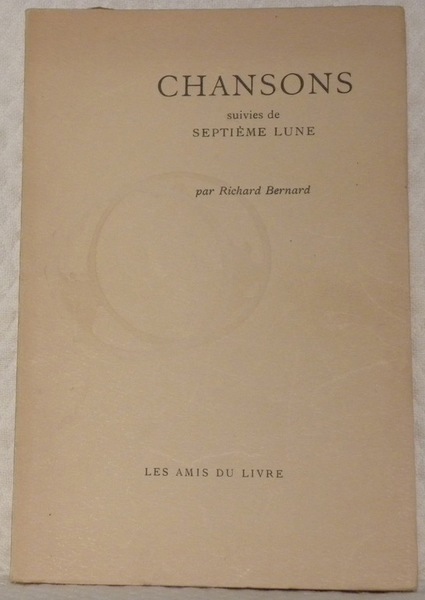 CHANSONS
suivies de
SEPTIÈME LUNE
par Richard Bernard
LES AMIS DU LIVRE